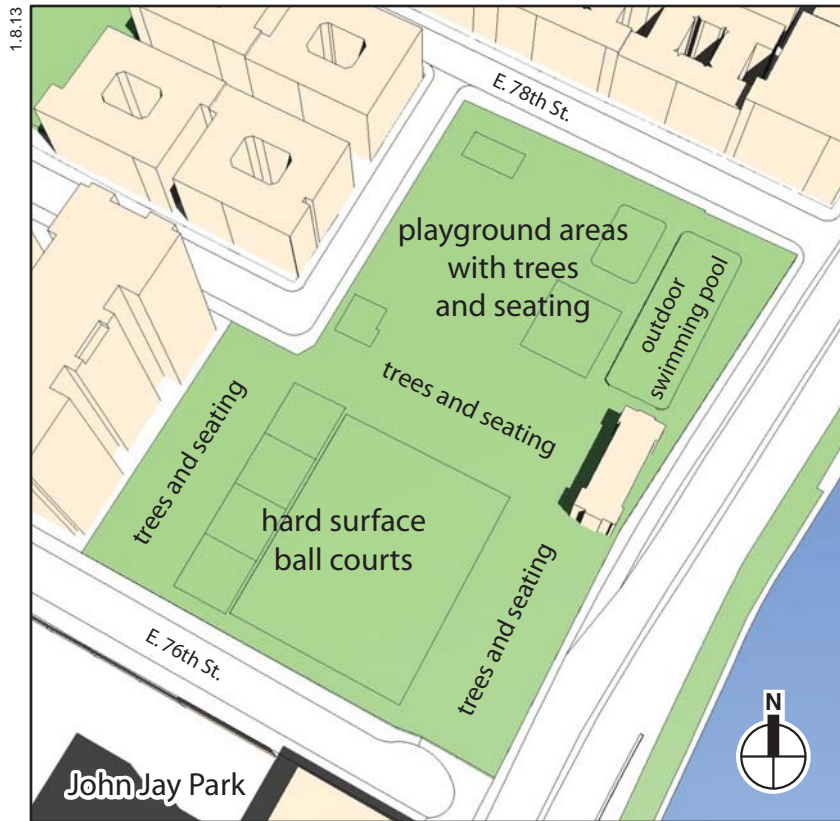 1.8.13
E. 78th St.
playground areas
with trees
and seating
outdoor
swimming pool
trees and seating
trees and seating
hard surface
ball courts
trees and seating
E. 76th St.
N
John Jay Park